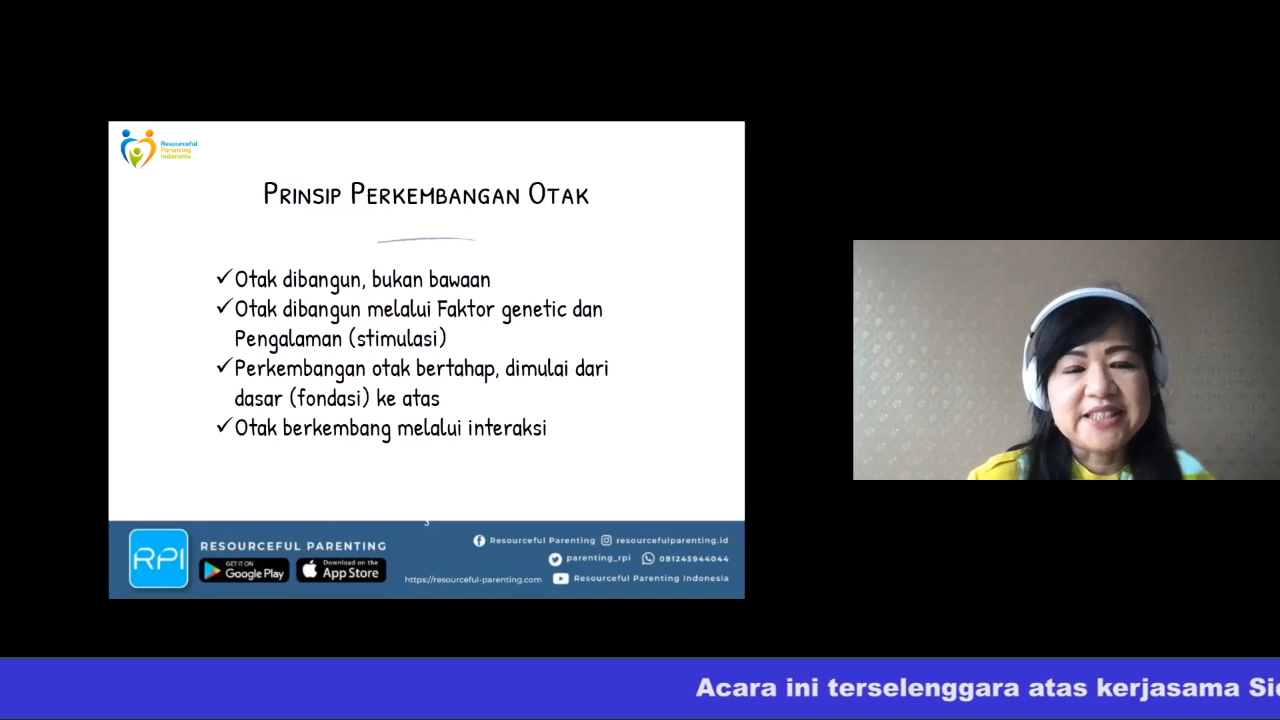 Resourceful
Parenting
Indonesia
Prinsip Perkembangan Otak
✓Otak dibangun, bukan bawaan
✓Otak dibangun melalui Faktor genetic dan
Pengalaman (stimulasi)
✓Perkembangan otak bertahap, dimulai dari
dasar (fondasi) ke atas
✓Otak berkembang melalui interaksi
3
RPI
RESOURCEFUL PARENTING
GET IT ON
Google Play
Download on the
App Store
Resourceful Parenting resourcefulparenting.id
parenting_rpi 081245944044
https://resourceful-parenting.com Resourceful Parenting Indonesia
Acara ini terselenggara atas kerjasama